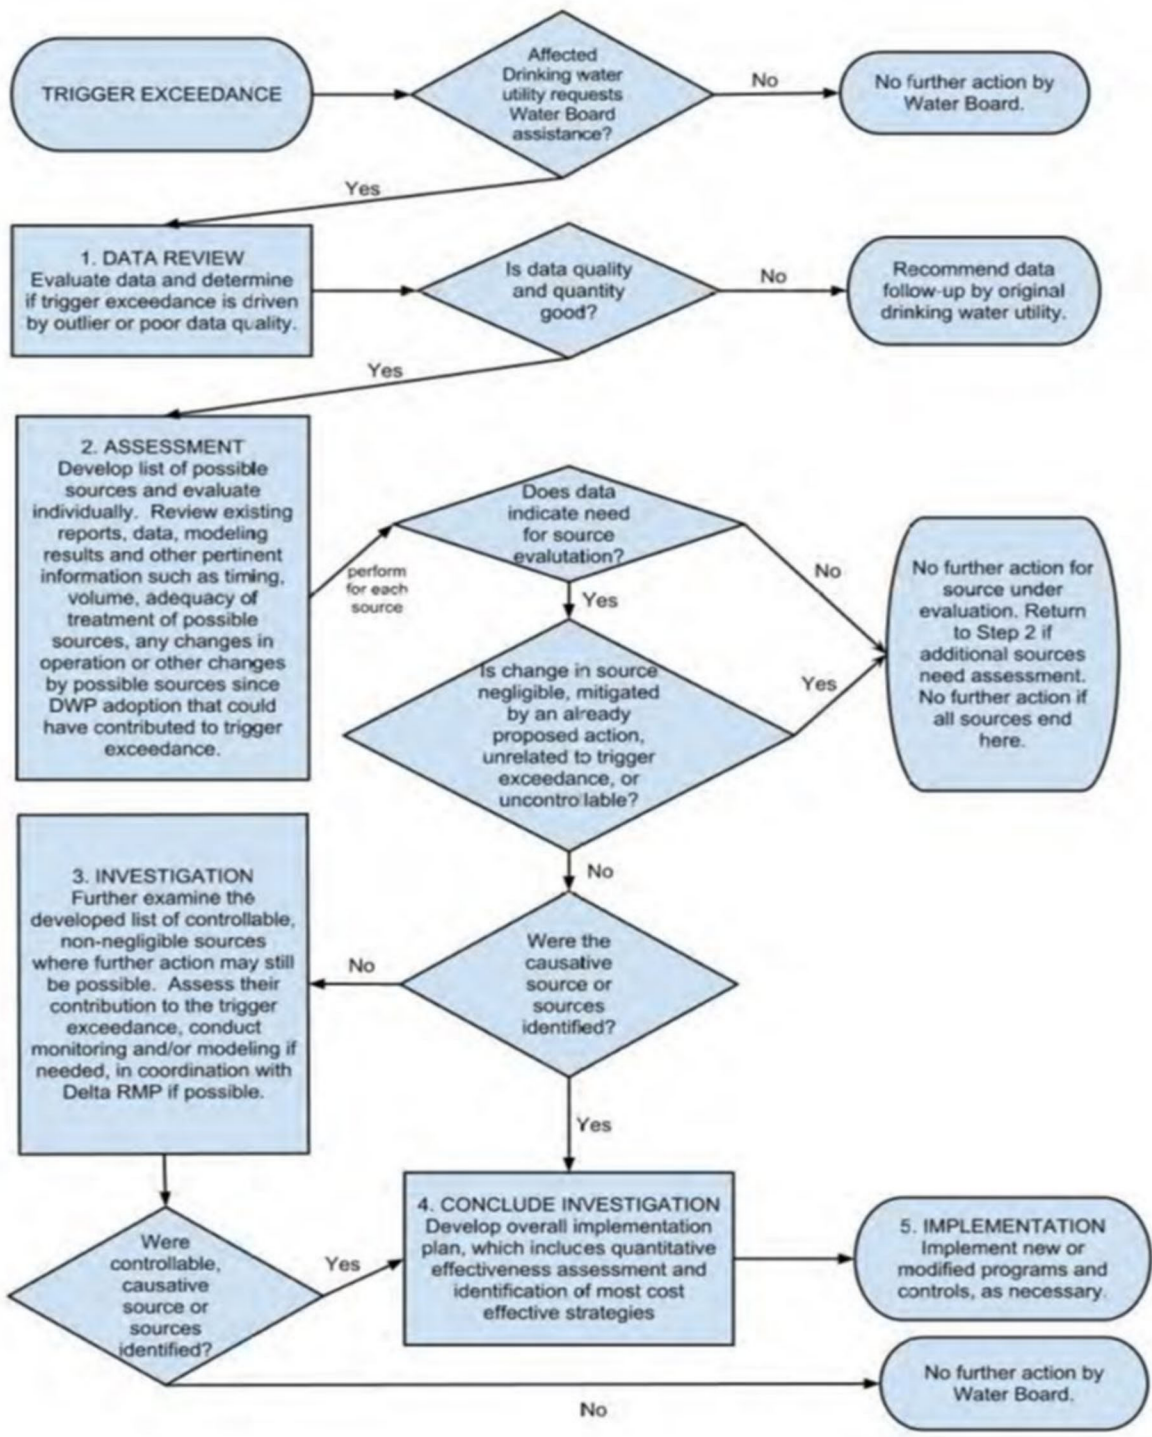 TRIGGER EXCEEDANCE
Affected
Drinking water
utility requests
Water Board
assistance?
No
No further action by
Water Board.
Yes
1. DATA REVIEW
Evaluate data and determine
if trigger exceedance is driven
by outlier or poor data quality.
Is data quality
and quantity
good?
No
Recommend data
follow-up by original
drinking water utility.
Yes
2. ASSESSMENT
Develop list of possible
sources and evaluate
individually. Review existing
reports, data, modeling
results and other pertinent
information such as timing,
volume, adequacy of
treatment of possible
sources, any changes in
operation or other changes
by possible sources since
DWP adoption that could
have contributed to trigger
exceedance.
perform
for each
source
Does data
indicate need
for source
evalutation?
No
Yes
Is change in source
negligible, mitigated
by an already
proposed action,
unrelated to trigger
exceedance, or
uncontrollable?
Yes
No further action for
source under
evaluation. Return
to Step 2 if
additional sources
need assessment.
No further action if
all sources end
here.
No
3. INVESTIGATION
Further examine the
developed list of controllable,
non-negligible sources
where further action may still
be possible. Assess their
contribution to the trigger
exceedance, conduct
monitoring and/or modeling if
needed, in coordination with
Delta RMP if possible.
No
Were the
causative
source or
sources
identified?
Yes
Were
controllable,
causative
source or
sources
identified?
Yes
4. CONCLUDE INVESTIGATION
Develop overall implementation
plan, which includes quantitative
effectiveness assessment and
identification of most cost
effective strategies
5. IMPLEMENTATION
Implement new or
modified programs and
controls, as necessary.
No
No further action by
Water Board.